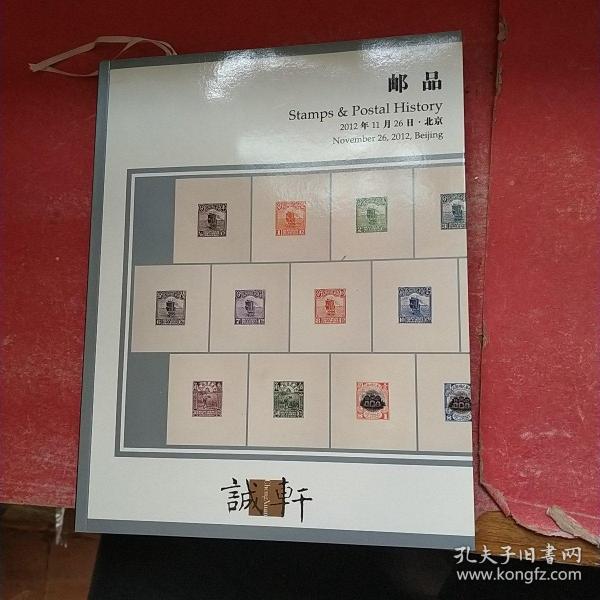 邮品
Stamps & Postal History
2012年11月26日·北京
November 26, 2012, Beijing
誠軒
孔夫子旧书网
www.kongfz.com